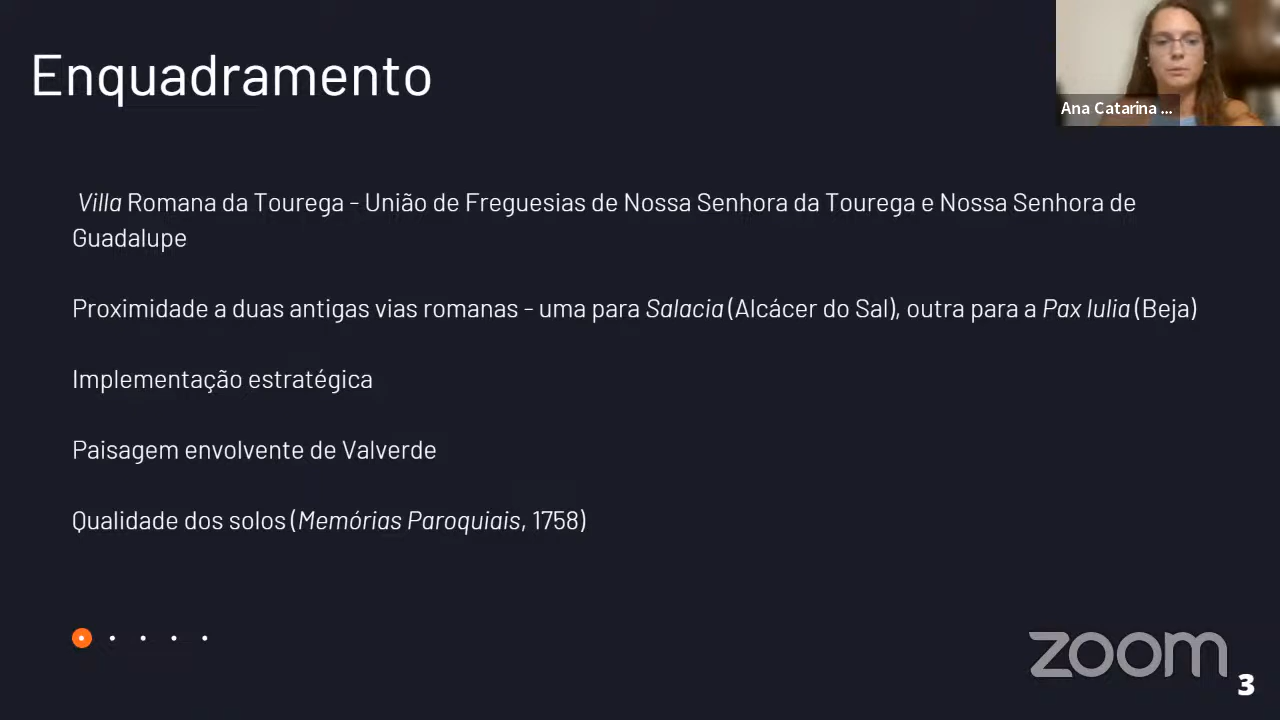 Enquadramento
Ana Catarina ...
Villa Romana da Tourega - União de Freguesias de Nossa Senhora da Tourega e Nossa Senhora de
Guadalupe
Proximidade a duas antigas vias romanas - uma para Salacia (Alcácer do Sal), outra para a Pax Iulia (Beja)
Implementação estratégica
Paisagem envolvente de Valverde
Qualidade dos solos (Memórias Paroquiais, 1758)
zoom
3